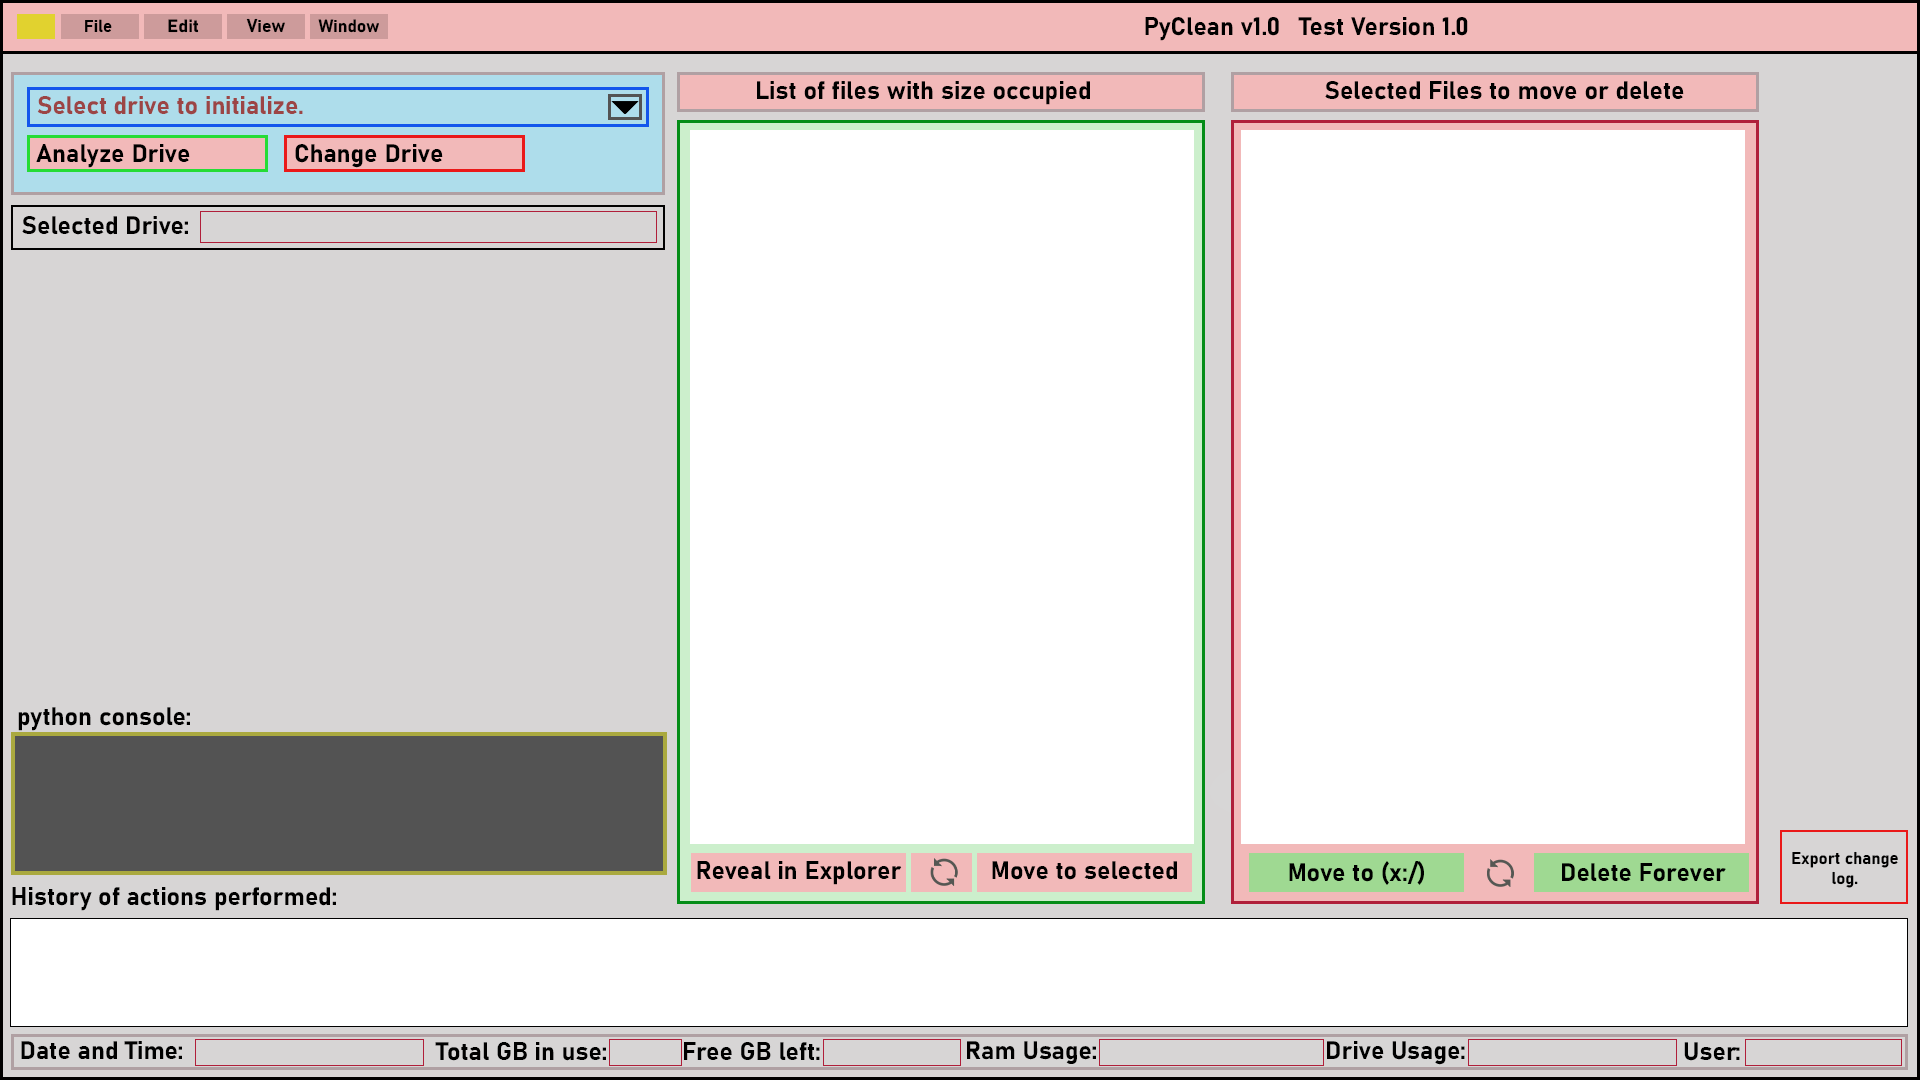 File Edit View Window
PyClean v1.0 Test Version 1.0
Select drive to initialize.
Analyze Drive
Change Drive
Selected Drive:
python console:
History of actions performed:
List of files with size occupied
Reveal in Explorer
Move to selected
Selected Files to move or delete
Move to (x:/)
Delete Forever
Export change
log.
Date and Time: Total GB in use: Free GB left: Ram Usage: Drive Usage: User: